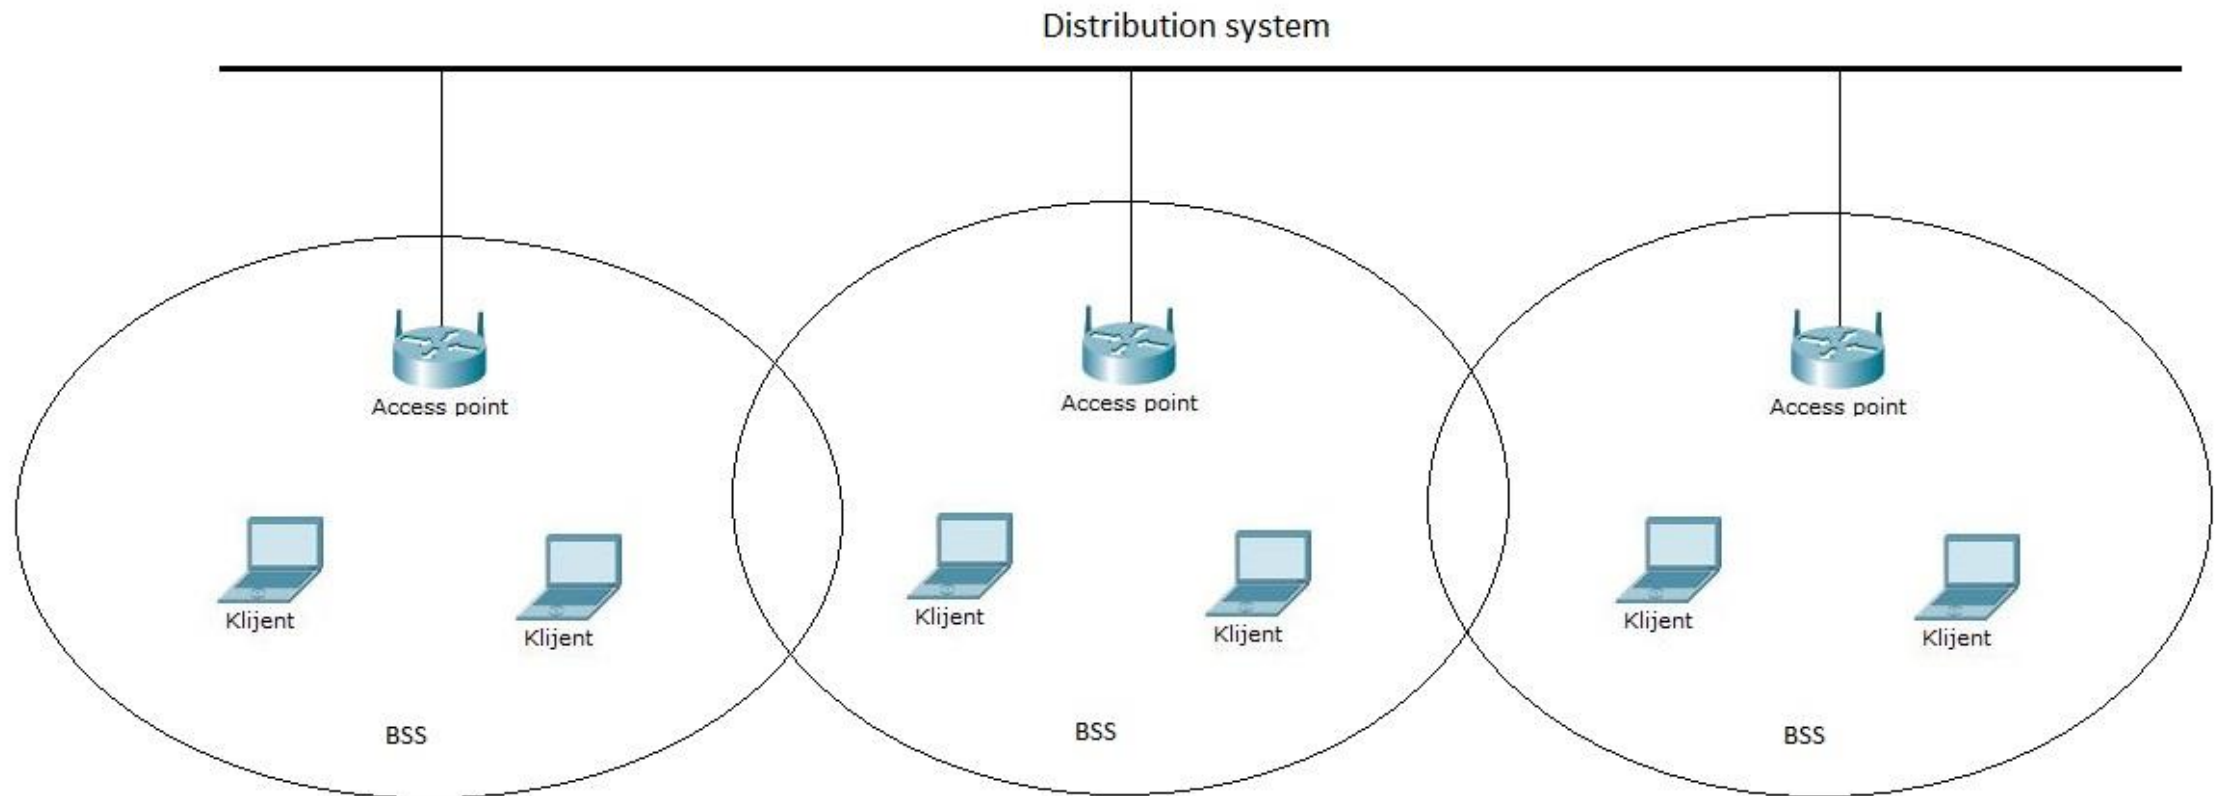 Distribution system
Access point
Access point
Access point
Klijent
Klijent
Klijent
Klijent
Klijent
Klijent
BSS
BSS
BSS